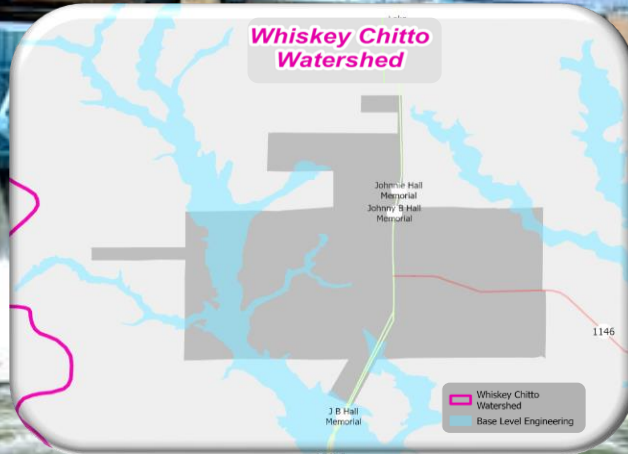 Whiskey Chitto
Watershed
Johnnie Hall
Memorial
Johnny B Hall
Memorial
1146
J B Hall
Memorial
Whiskey Chitto
Watershed
Base Level Engineering